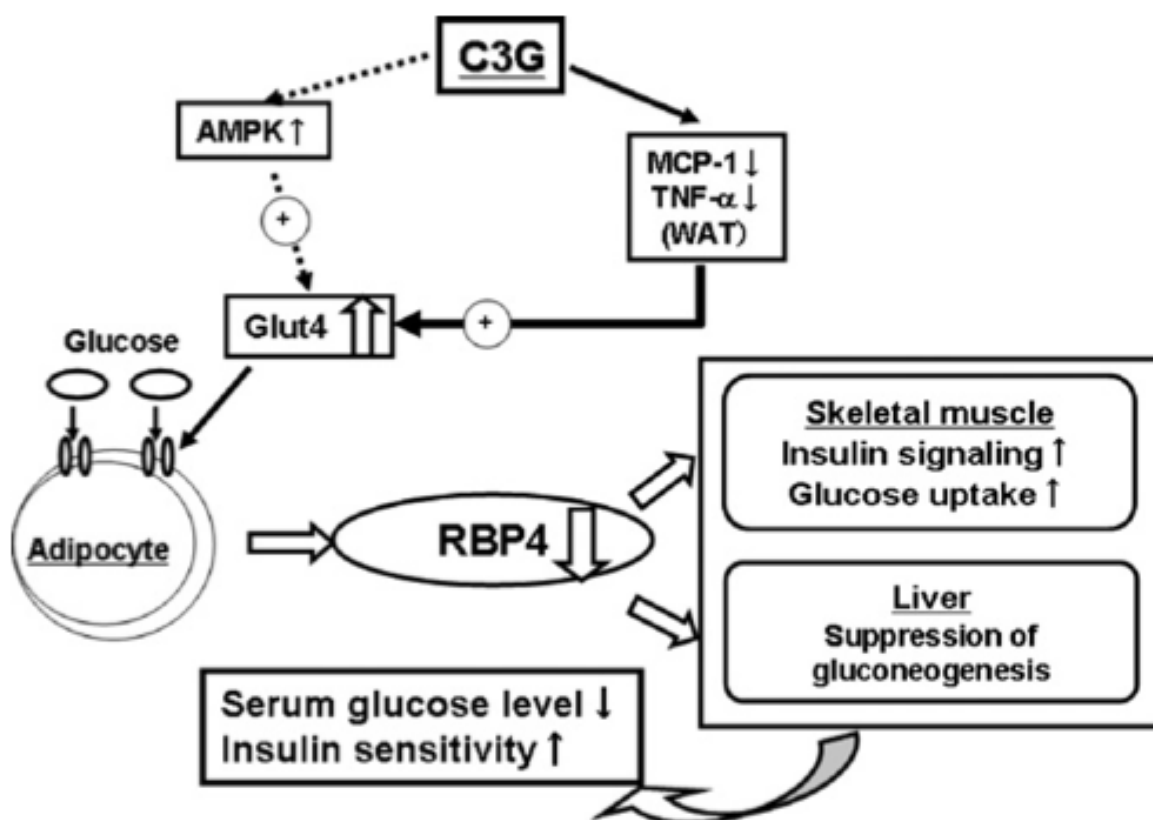 C3G
AMPK↑
+
MCP-1↓
TNF-α↓
(WAT)
Glut4
+
Glucose
Adipocyte
RBP4
Skeletal muscle
Insulin signaling↑
Glucose uptake↑
Liver
Suppression of
gluconeogenesis
Serum glucose level↓
Insulin sensitivity↑